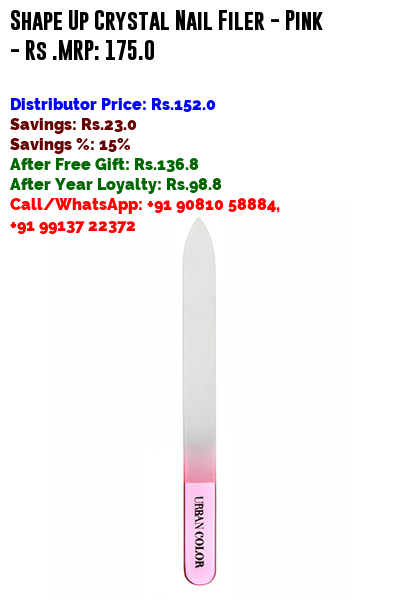 Shape Up Crystal Nail Filer - Pink
- Rs .MRP: 175.0
Distributor Price: Rs.152.0
Savings: Rs.23.0
Savings %: 15%
After Free Gift: Rs.136.8
After Year Loyalty: Rs.98.8
Call/WhatsApp: +91 90810 58884,
+91 99137 22372
URBAN COLOR